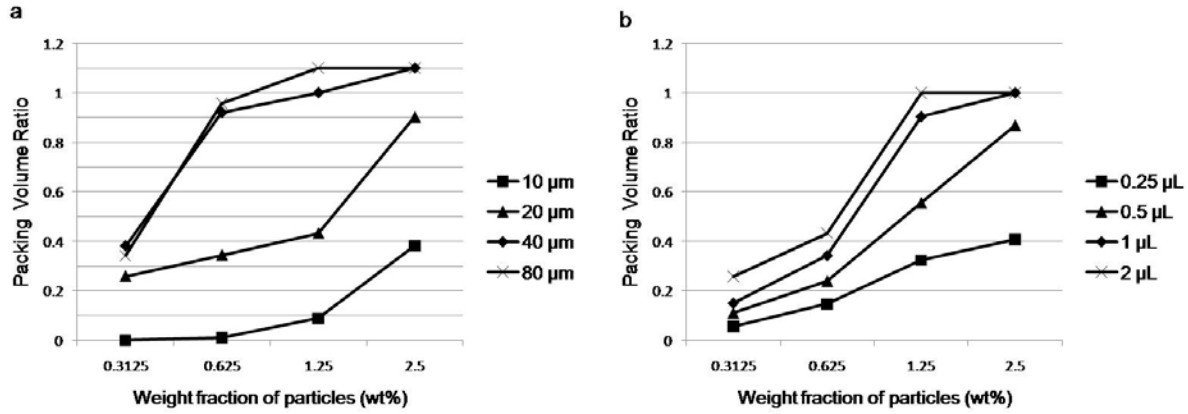 a
Packing Volume Ratio
1.2
1
0.8
0.6
0.4
0.2
0
0.3125 0.625 1.25 2.5
Weight fraction of particles (wt%)
10 µm
20 µm
40 µm
80 µm
b
Packing Volume Ratio
1.2
1
0.8
0.6
0.4
0.2
0
0.3125 0.625 1.25 2.5
Weight fraction of particles (wt%)
0.25 µL
0.5 µL
1 µL
2 µL